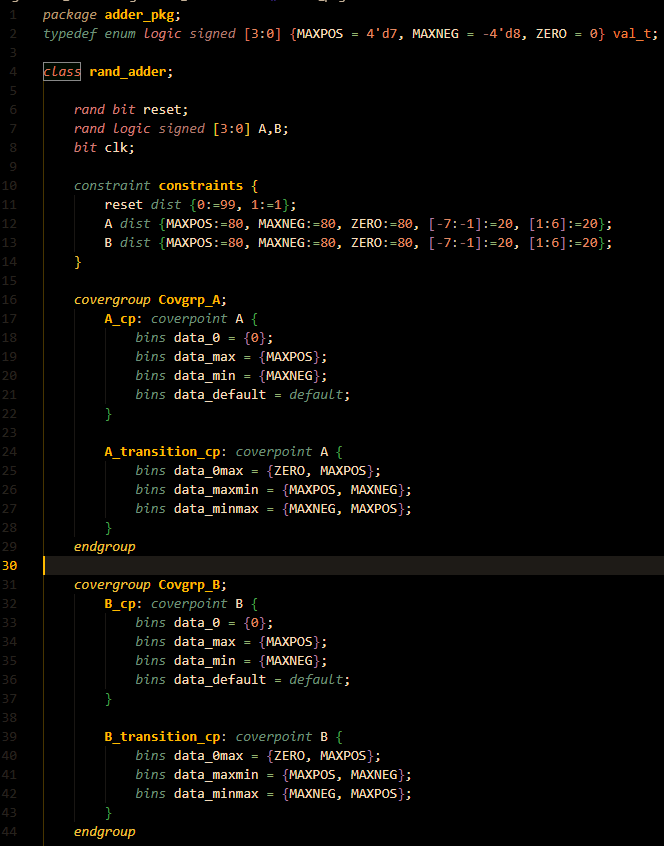 1 package adder_pkg;
2 typedef enum logic signed [3:0] {MAXPOS = 4'd7, MAXNEG = -4'd8, ZERO = 0} val_t;
3
4 class rand_adder;
5
6 rand bit reset;
7 rand logic signed [3:0] A,B;
8 bit clk;
9
10 constraint constraints {
11 reset dist {0:=99, 1:=1};
12 A dist {MAXPOS:=80, MAXNEG:=80, ZERO:=80, [-7:-1]:=20, [1:6]:=20};
13 B dist {MAXPOS:=80, MAXNEG:=80, ZERO:=80, [-7:-1]:=20, [1:6]:=20};
14 }
15
16 covergroup Covgrp_A;
17 A_cp: coverpoint A {
18 bins data_0 = {0};
19 bins data_max = {MAXPOS};
20 bins data_min = {MAXNEG};
21 bins data_default = default;
22 }
23
24 A_transition_cp: coverpoint A {
25 bins data_0max = {ZERO, MAXPOS};
26 bins data_maxmin = {MAXPOS, MAXNEG};
27 bins data_minmax = {MAXNEG, MAXPOS};
28 }
29 endgroup
30
31 covergroup Covgrp_B;
32 B_cp: coverpoint B {
33 bins data_0 = {0};
34 bins data_max = {MAXPOS};
35 bins data_min = {MAXNEG};
36 bins data_default = default;
37 }
38
39 B_transition_cp: coverpoint B {
40 bins data_0max = {ZERO, MAXPOS};
41 bins data_maxmin = {MAXPOS, MAXNEG};
42 bins data_minmax = {MAXNEG, MAXPOS};
43 }
44 endgroup